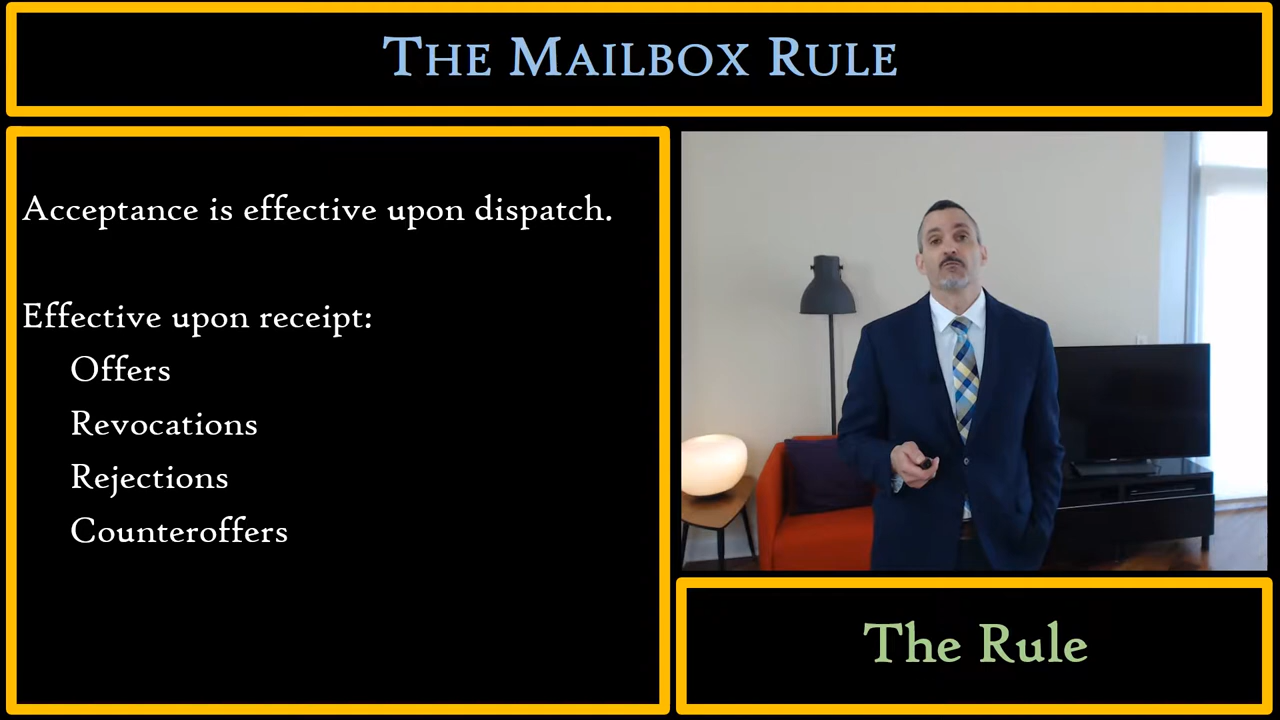 The Mailbox Rule
Acceptance is effective upon dispatch.
Effective upon receipt:
Offers
Revocations
Rejections
Counteroffers
The Rule